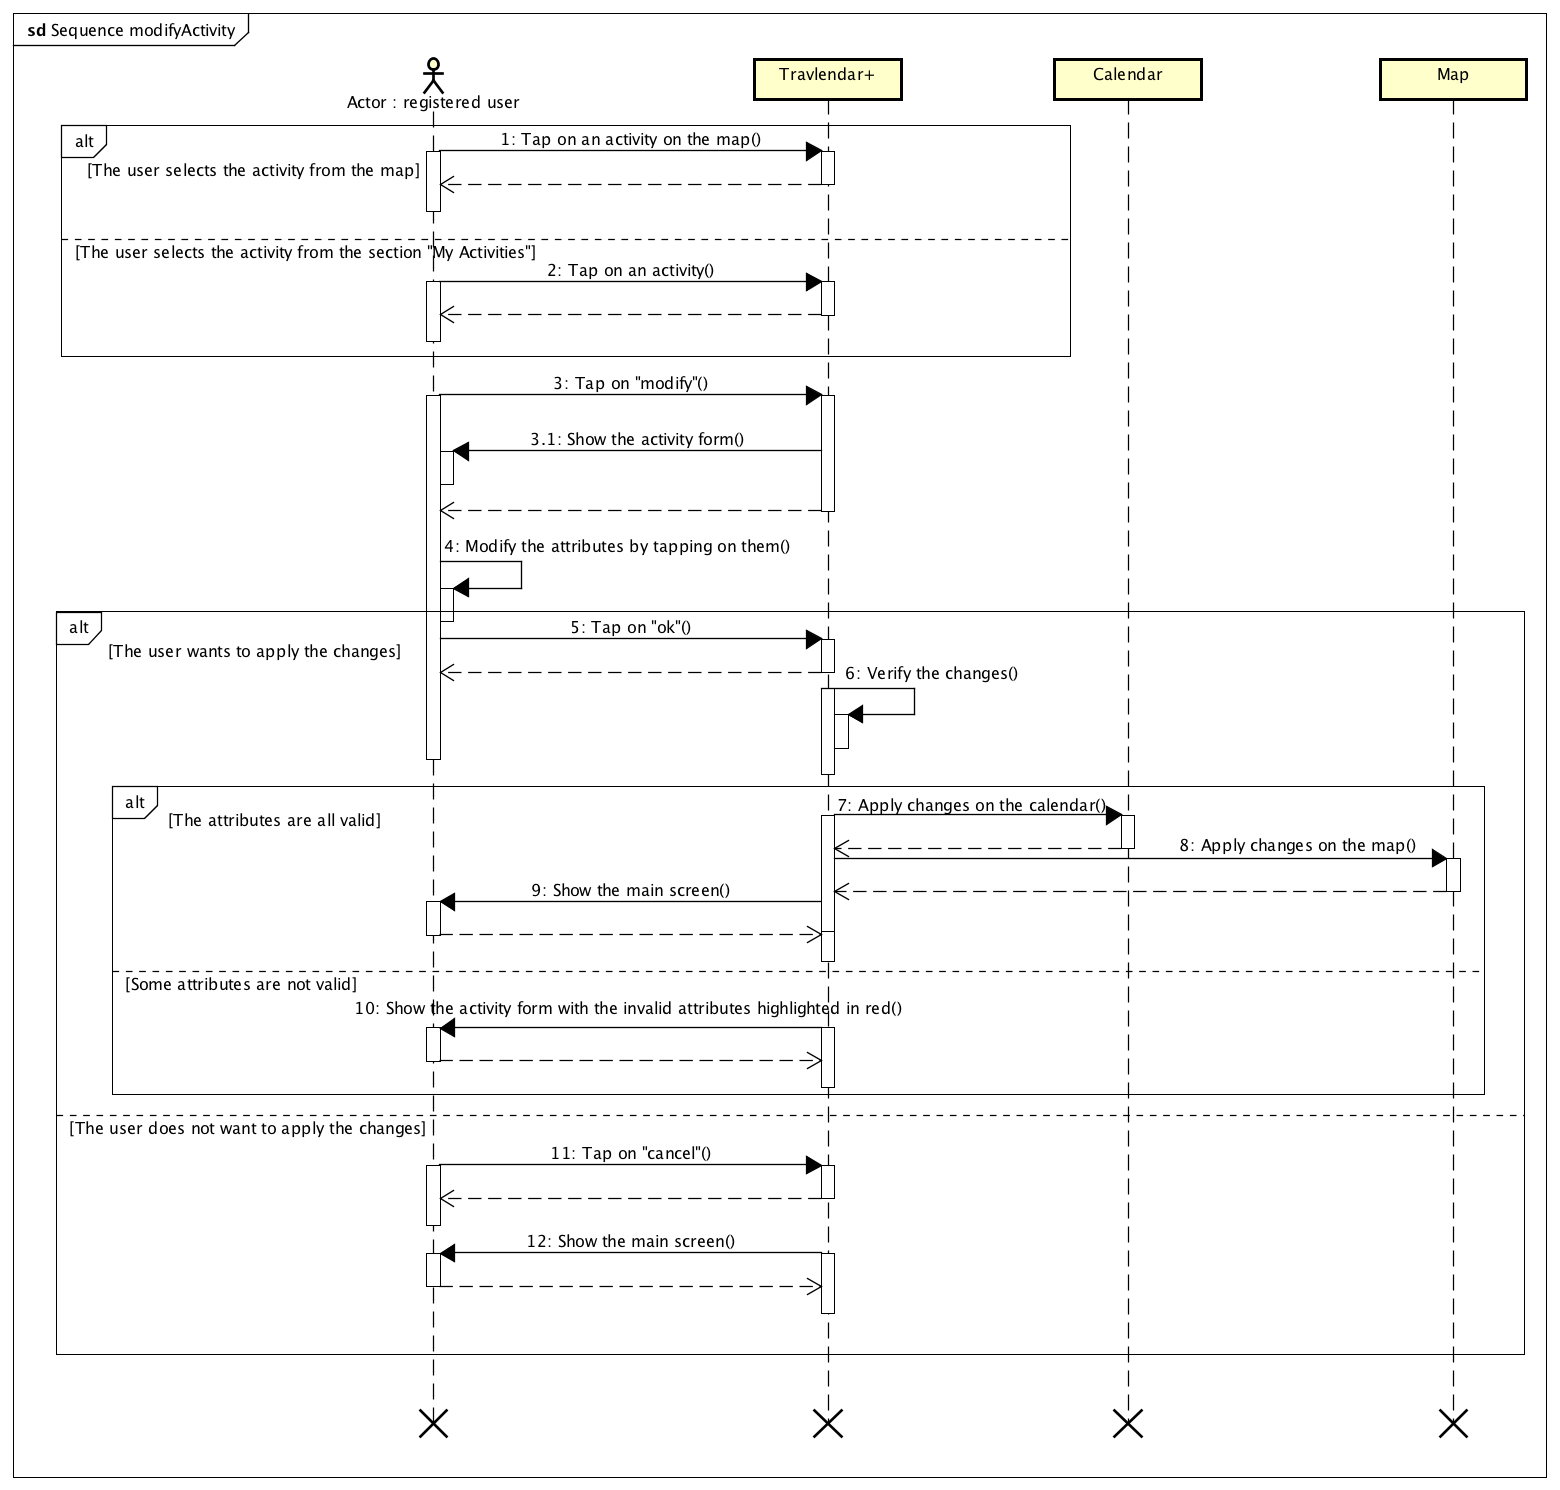 sd Sequence modifyActivity
Actor : registered user
Travlendar+
Calendar
Map
alt
1: Tap on an activity on the map()
[The user selects the activity from the map]
[The user selects the activity from the section "My Activities"]
2: Tap on an activity()
3: Tap on "modify"()
3.1: Show the activity form()
4: Modify the attributes by tapping on them()
alt
5: Tap on "ok"()
[The user wants to apply the changes]
6: Verify the changes()
alt
7: Apply changes on the calendar()
[The attributes are all valid]
8: Apply changes on the map()
9: Show the main screen()
[Some attributes are not valid]
10: Show the activity form with the invalid attributes highlighted in red()
[The user does not want to apply the changes]
11: Tap on "cancel"()
12: Show the main screen()